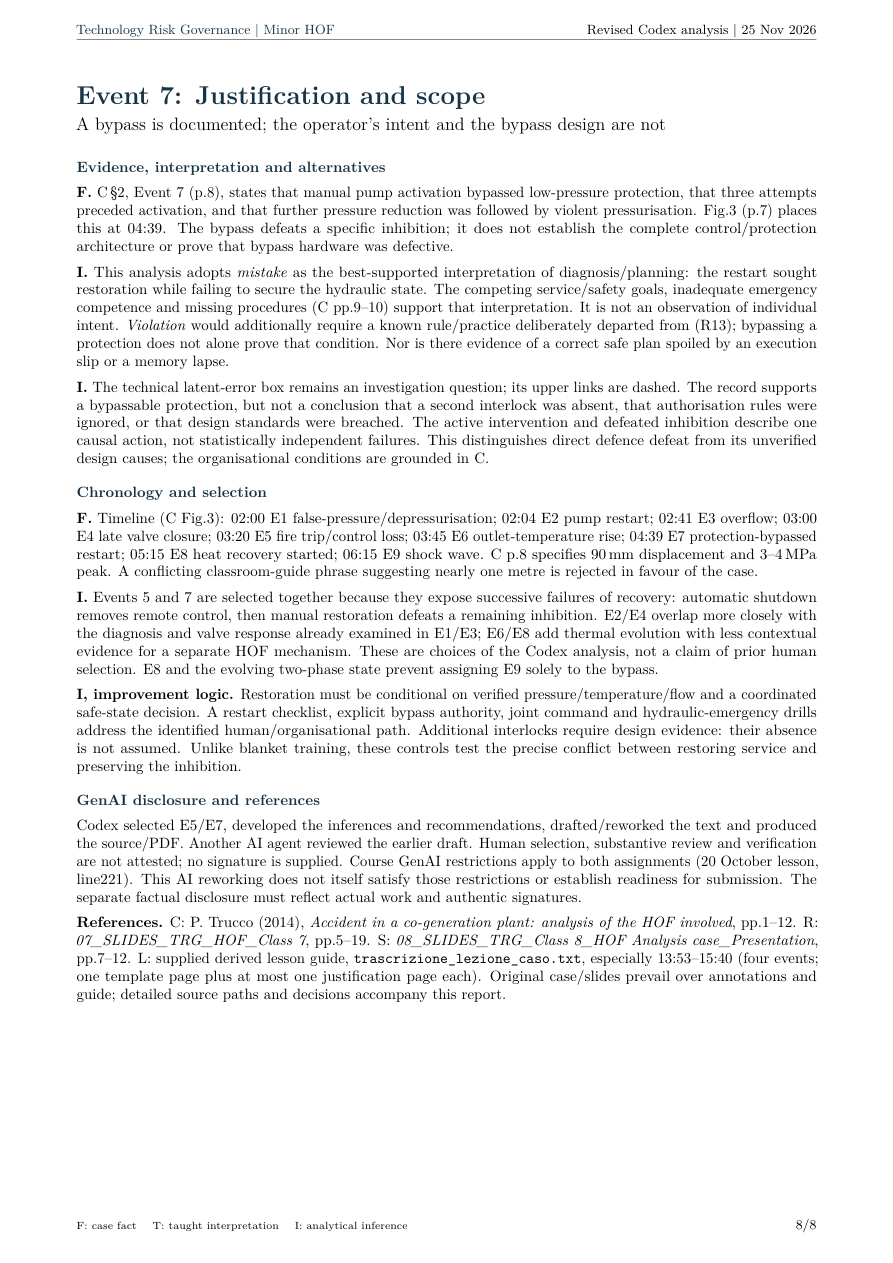 Technology Risk Governance | Minor HOF
Revised Codex analysis | 25 Nov 2026
Event 7: Justification and scope
A bypass is documented; the operator's intent and the bypass design are not
Evidence, interpretation and alternatives
F. C §2, Event 7 (p.8), states that manual pump activation bypassed low-pressure protection, that three attempts
preceded activation, and that further pressure reduction was followed by violent pressurisation. Fig.3 (p.7) places
this at 04:39. The bypass defeats a specific inhibition; it does not establish the complete control/protection
architecture or prove that bypass hardware was defective.
I. This analysis adopts mistake as the best-supported interpretation of diagnosis/planning: the restart sought
restoration while failing to secure the hydraulic state. The competing service/safety goals, inadequate emergency
competence and missing procedures (C pp.9–10) support that interpretation. It is not an observation of individual
intent. Violation would additionally require a known rule/practice deliberately departed from (R13); bypassing a
protection does not alone prove that condition. Nor is there evidence of a correct safe plan spoiled by an execution
slip or a memory lapse.
I. The technical latent-error box remains an investigation question; its upper links are dashed. The record supports
a bypassable protection, but not a conclusion that a second interlock was absent, that authorisation rules were
ignored, or that design standards were breached. The active intervention and defeated inhibition describe one
causal action, not statistically independent failures. This distinguishes direct defence defeat from its unverified
design causes; the organisational conditions are grounded in C.
Chronology and selection
F. Timeline (C Fig.3): 02:00 E1 false-pressure/depressurisation; 02:04 E2 pump restart; 02:41 E3 overflow; 03:00
E4 late valve closure; 03:20 E5 fire trip/control loss; 03:45 E6 outlet-temperature rise; 04:39 E7 protection-bypassed
restart; 05:15 E8 heat recovery started; 06:15 E9 shock wave. C p.8 specifies 90 mm displacement and 3–4 MPa
peak. A conflicting classroom-guide phrase suggesting nearly one metre is rejected in favour of the case.
I. Events 5 and 7 are selected together because they expose successive failures of recovery: automatic shutdown
removes remote control, then manual restoration defeats a remaining inhibition. E2/E4 overlap more closely with
the diagnosis and valve response already examined in E1/E3; E6/E8 add thermal evolution with less contextual
evidence for a separate HOF mechanism. These are choices of the Codex analysis, not a claim of prior human
selection. E8 and the evolving two-phase state prevent assigning E9 solely to the bypass.
I, improvement logic. Restoration must be conditional on verified pressure/temperature/flow and a coordinated
safe-state decision. A restart checklist, explicit bypass authority, joint command and hydraulic-emergency drills
address the identified human/organisational path. Additional interlocks require design evidence: their absence
is not assumed. Unlike blanket training, these controls test the precise conflict between restoring service and
preserving the inhibition.
GenAI disclosure and references
Codex selected E5/E7, developed the inferences and recommendations, drafted/reworked the text and produced
the source/PDF. Another AI agent reviewed the earlier draft. Human selection, substantive review and verification
are not attested; no signature is supplied. Course GenAI restrictions apply to both assignments (20 October lesson,
line221). This AI reworking does not itself satisfy those restrictions or establish readiness for submission. The
separate factual disclosure must reflect actual work and authentic signatures.
References. C: P. Trucco (2014), Accident in a co-generation plant: analysis of the HOF involved, pp.1–12. R:
07_SLIDES_TRG_HOF_Class 7, pp.5–19. S: 08_SLIDES_TRG_Class 8_HOF Analysis case_Presentation,
pp.7–12. L: supplied derived lesson guide, trascrizione_lezione_caso.txt, especially 13:53–15:40 (four events;
one template page plus at most one justification page each). Original case/slides prevail over annotations and
guide; detailed source paths and decisions accompany this report.
F: case fact T: taught interpretation I: analytical inference
8/8